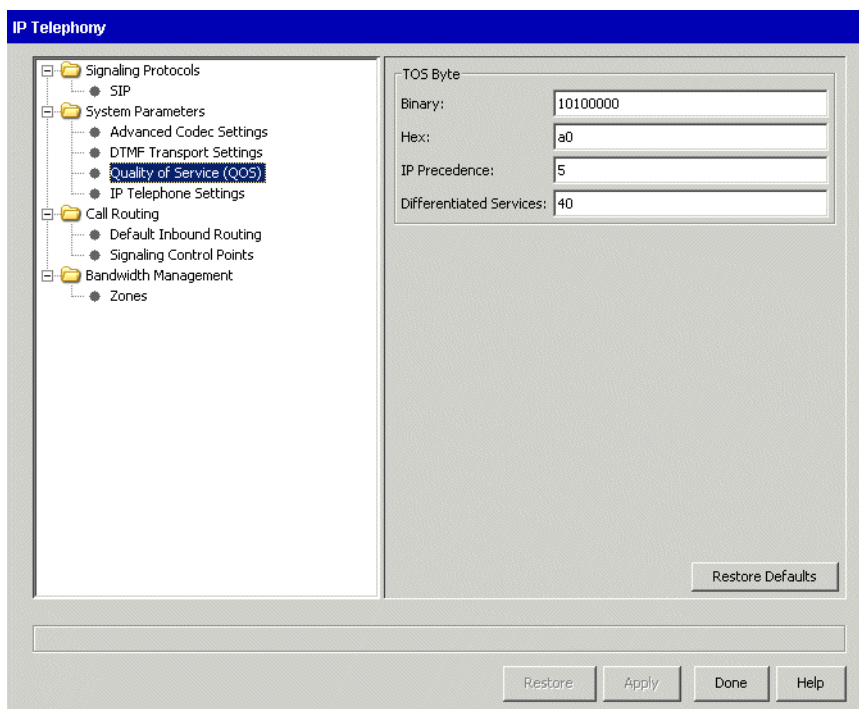 IP Telephony
Signaling Protocols
SIP
System Parameters
Advanced Codec Settings
DTMF Transport Settings
Quality of Service (QOS)
IP Telephone Settings
Call Routing
Default Inbound Routing
Signaling Control Points
Bandwidth Management
Zones
TOS Byte
Binary: 10100000
Hex: a0
IP Precedence: 5
Differentiated Services: 40
Restore Defaults
Restore Apply Done Help